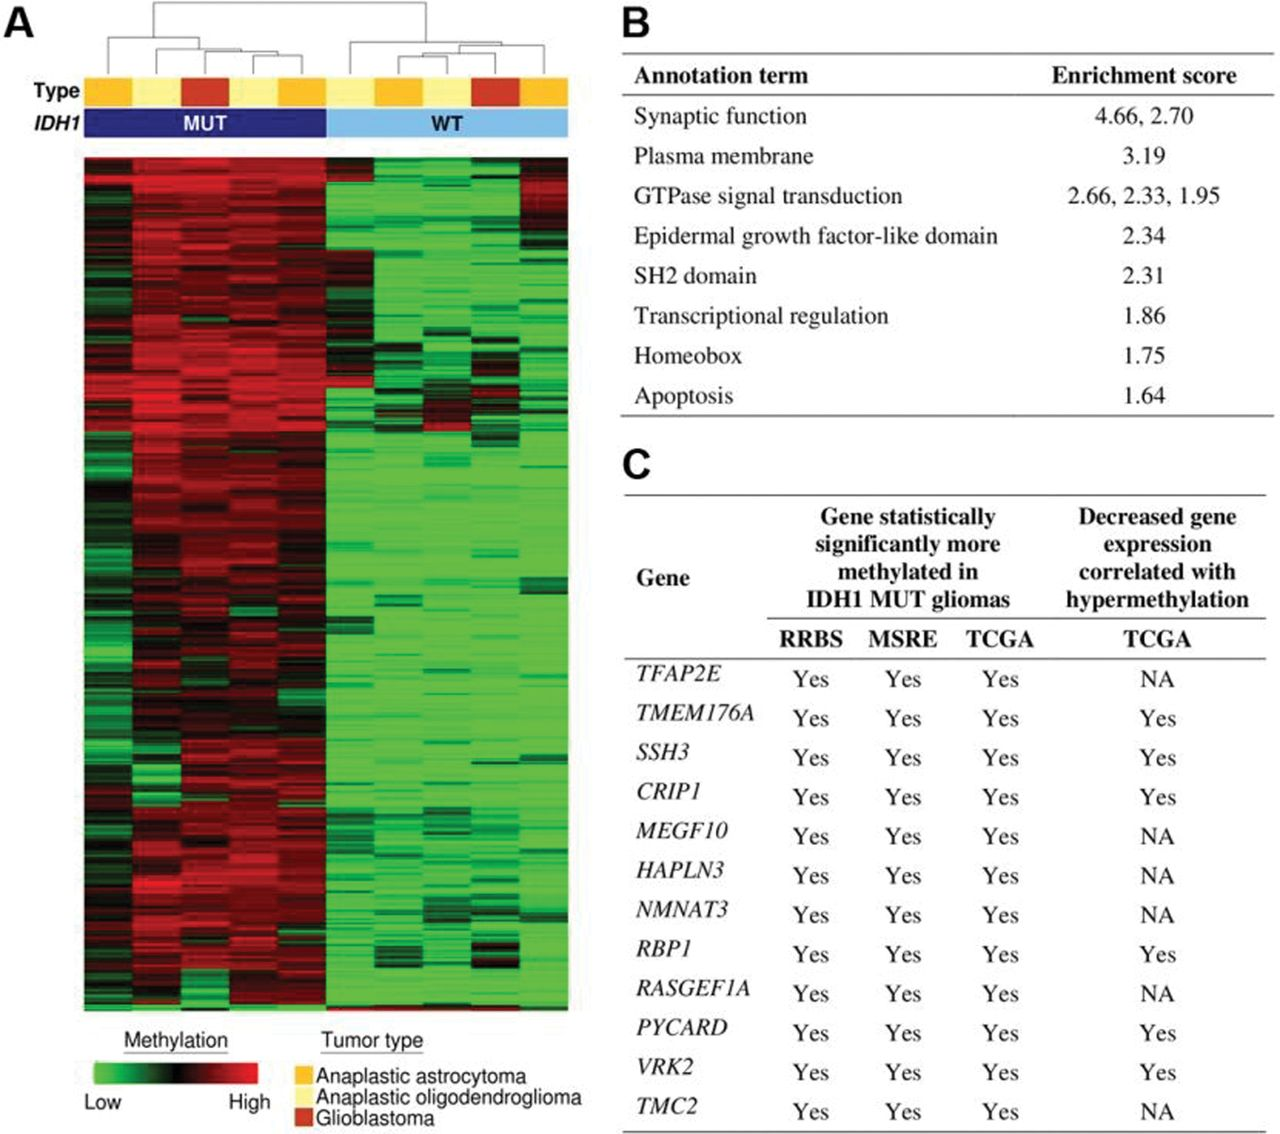 A
Type
IDH1
MUT
WT
Methylation
Low
High
Tumor type
Anaplastic astrocytoma
Anaplastic oligodendroglioma
Glioblastoma
B
Annotation term Enrichment score
Synaptic function 4.66, 2.70
Plasma membrane 3.19
GTPase signal transduction 2.66, 2.33, 1.95
Epidermal growth factor-like domain 2.34
SH2 domain 2.31
Transcriptional regulation 1.86
Homeobox 1.75
Apoptosis 1.64
C
Gene
Gene statistically
significantly more
methylated in
IDH1 MUT gliomas
Decreased gene
expression
correlated with
hypermethylation
RRBS MSRE TCGA TCGA
TFAP2E Yes Yes Yes NA
TMEM176A Yes Yes Yes Yes
SSH3 Yes Yes Yes Yes
CRIP1 Yes Yes Yes Yes
MEGF10 Yes Yes Yes NA
HAPLN3 Yes Yes Yes NA
NMNAT3 Yes Yes Yes NA
RBP1 Yes Yes Yes Yes
RASGEF1A Yes Yes Yes NA
PYCARD Yes Yes Yes Yes
VRK2 Yes Yes Yes Yes
TMC2 Yes Yes Yes NA